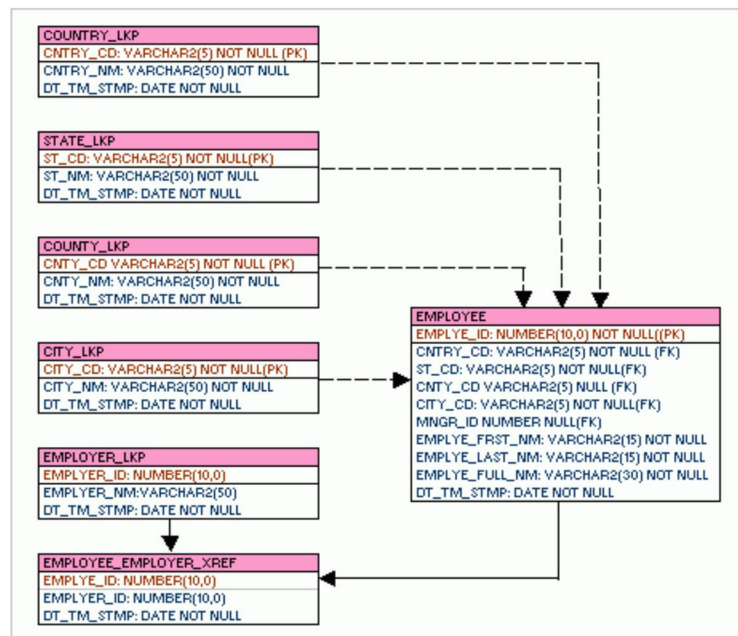 COUNTRY_LKP
CNTRY_CD: VARCHAR2(5) NOT NULL (PK)
CNTRY_NM: VARCHAR2(50) NOT NULL
DT_TM_STMP: DATE NOT NULL
STATE_LKP
ST_CD: VARCHAR2(5) NOT NULL(PK)
ST_NM: VARCHAR2(50) NOT NULL
DT_TM_STMP: DATE NOT NULL
COUNTY_LKP
CNTY_CD VARCHAR2(5) NOT NULL (PK)
CNTY_NM: VARCHAR2(50) NOT NULL
DT_TM_STMP: DATE NOT NULL
CITY_LKP
CITY_CD: VARCHAR2(5) NOT NULL(PK)
CITY_NM: VARCHAR2(50) NOT NULL
DT_TM_STMP: DATE NOT NULL
EMPLOYER_LKP
EMPLYER_ID: NUMBER(10,0)
EMPLOYER_NM:VARCHAR2(50)
DT_TM_STMP: DATE NOT NULL
EMPLOYEE_EMPLOYER_XREF
EMPLYE_ID: NUMBER(10,0)
EMPLYER_ID: NUMBER(10,0)
DT_TM_STMP: DATE NOT NULL
EMPLOYEE
EMPLYE_ID: NUMBER(10,0) NOT NULL((PK)
CNTRY_CD: VARCHAR2(5) NOT NULL (FK)
ST_CD: VARCHAR2(5) NOT NULL(FK)
CNTY_CD VARCHAR2(5) NULL (FK)
CITY_CD: VARCHAR2(5) NOT NULL(FK)
MNGR_ID NUMBER NULL(FK)
EMPLYE_FRST_NM: VARCHAR2(15) NOT NULL
EMPLYE_LAST_NM: VARCHAR2(15) NOT NULL
EMPLYE_FULL_NM: VARCHAR2(30) NOT NULL
DT_TM_STMP: DATE NOT NULL